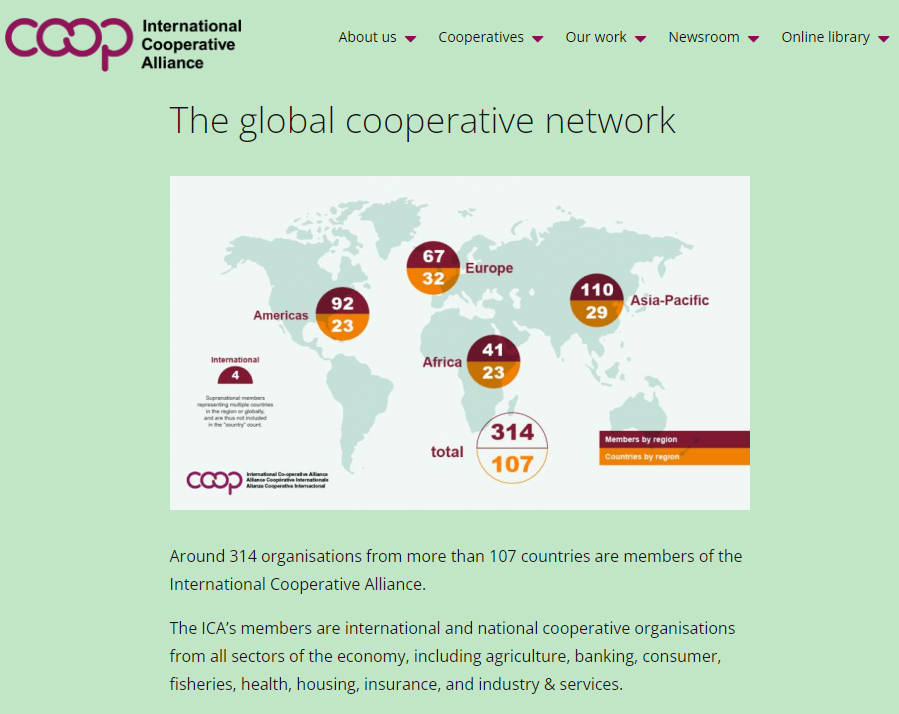 coop International
Cooperative
Alliance
About us
Cooperatives
Our work
Newsroom
Online library
The global cooperative network
67
32
Europe
110
29
Asia-Pacific
Americas
92
23
Africa
41
23
International
4
Supranational members
representing multiple countries
in the region or globally,
and are thus not included
in the "country" count.
total
314
107
Members by region
Countries by region
coop International Co-operative Alliance
Alliance Coopérative Internationale
Alianza Cooperativa Internacional
Around 314 organisations from more than 107 countries are members of the
International Cooperative Alliance.
The ICA’s members are international and national cooperative organisations
from all sectors of the economy, including agriculture, banking, consumer,
fisheries, health, housing, insurance, and industry & services.